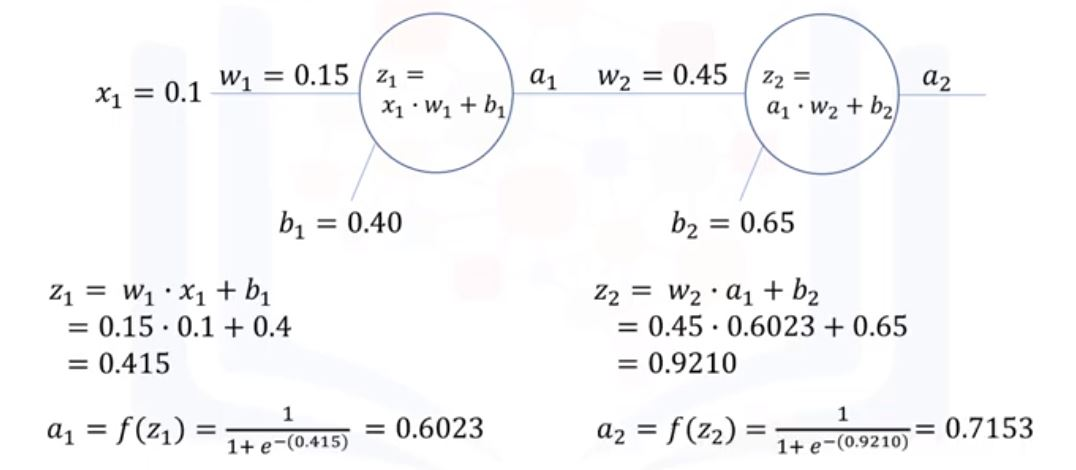 x₁ = 0.1 w₁ = 0.15 z₁ = x₁ · w₁ + b₁ a₁ w₂ = 0.45 z₂ = a₁ · w₂ + b₂ a₂
b₁ = 0.40 b₂ = 0.65
z₁ = w₁ · x₁ + b₁
= 0.15 · 0.1 + 0.4
= 0.415
a₁ = f(z₁) = 1 / 1+ e^−(0.415) = 0.6023
z₂ = w₂ · a₁ + b₂
= 0.45 · 0.6023 + 0.65
= 0.9210
a₂ = f(z₂) = 1 / 1+ e^−(0.9210) = 0.7153